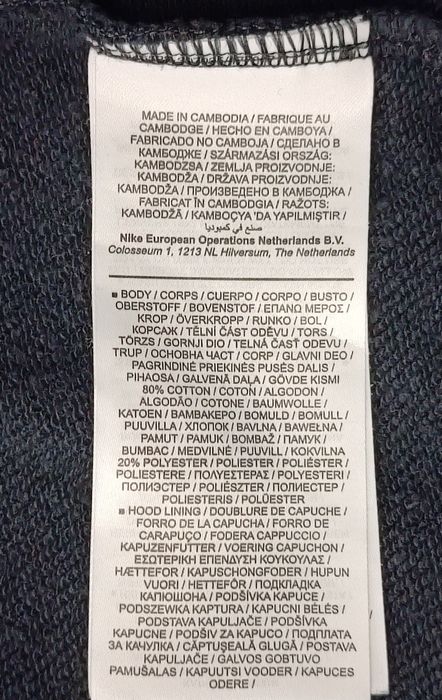 MADE IN CAMBODIA / FABRIQUE AU
CAMBODGE / HECHO EN CAMBOYA /
FABRICADO NO CAMBOJA / СДЕЛАНО В
КАМБОДЖЕ / SZÁRMAZÁSI ORSZÁG:
KAMBODZSA / ZEMLJA PROIZVODNJE:
KAMBODŽA / DRŽAVA PROIZVODNJE:
KAMBODŽA / ПРОИЗВЕДЕНО В КАМБОДЖА /
FABRICAT ÎN CAMBODGIA / RAŽOTS:
KAMBODŽĀ / KAMBOÇYA 'DA YAPILMIŞTIR /
صنع في كمبوديا
Nike European Operations Netherlands B.V.
Colosseum 1, 1213 NL Hilversum, The Netherlands
▪ BODY / CORPS / CUERPO / CORPO / BUSTO /
OBERSTOFF / BOVENSTOF / ΕΠΑΝΩ ΜΕΡΟΣ /
KROP / ÖVERKROPP / RUNKO / BOL /
КОРСАЖ / TĚLNÍ ČÁST ODĚVU / TORS /
TÖRZS / GORNJI DIO / TELNÁ ČASŤ ODEVU /
TRUP / ОСНОВНА ЧАСТ / CORP / GLAVNI DEO /
PAGRINDINĖ PRIEKINĖS PUSĖS DALIS /
PIHAOSA / GALVENĀ DAĻA / GÖVDE KISMI
80% COTTON / COTON / ALGODON /
ALGODÃO / COTONE / BAUMWOLLE /
KATOEN / ΒΑΜΒΑΚΕΡΟ / BOMULD / BOMULL /
PUUVILLA / ХЛОПОК / BAVLNA / BAWEŁNA /
PAMUT / PAMUK / BOMBAŽ / ПАМУК /
BUMBAC / MEDVILNĖ / PUUVILL / KOKVILNA
20% POLYESTER / POLIESTER / POLIÉSTER /
POLIESTERE / ΠΟΛΥΕΣΤΕΡΑΣ / POLYESTERI /
ПОЛИЭСТЕР / POLIÉSZTER / ПОЛИЕСТЕР /
POLIESTERIS / POLÜESTER
▪ HOOD LINING / DOUBLURE DE CAPUCHE /
FORRO DE LA CAPUCHA / FORRO DE
CARAPUÇO / FODERA CAPPUCCIO /
KAPUZENFUTTER / VOERING CAPUCHON /
ΕΣΩΤΕΡΙΚΗ ΕΠΕΝΔΥΣΗ ΚΟΥΚΟΥΛΑΣ /
HÆTTEFOR / KAPUSCHONGFODER / HUPUN
VUORI / HETTEFÔR / ПОДКЛАДКА
КАПЮШОНА / PODŠÍVKA KAPUCE /
PODSZEWKA KAPTURA / KAPUCNI BÉLÉS /
PODSTAVA KAPULJAČE / PODŠÍVKA
KAPUCNE / PODŠIV ZA KAPUCO / ПОДПЛАТА
ЗА КАЧУЛКА / CĂPTUŞEALĂ GLUGĂ / POSTAVA
KAPULJAČE / GALVOS GOBTUVO
PAMUŠALAS / KAPUUTSI VOODER / KAPUCES
ODERE /